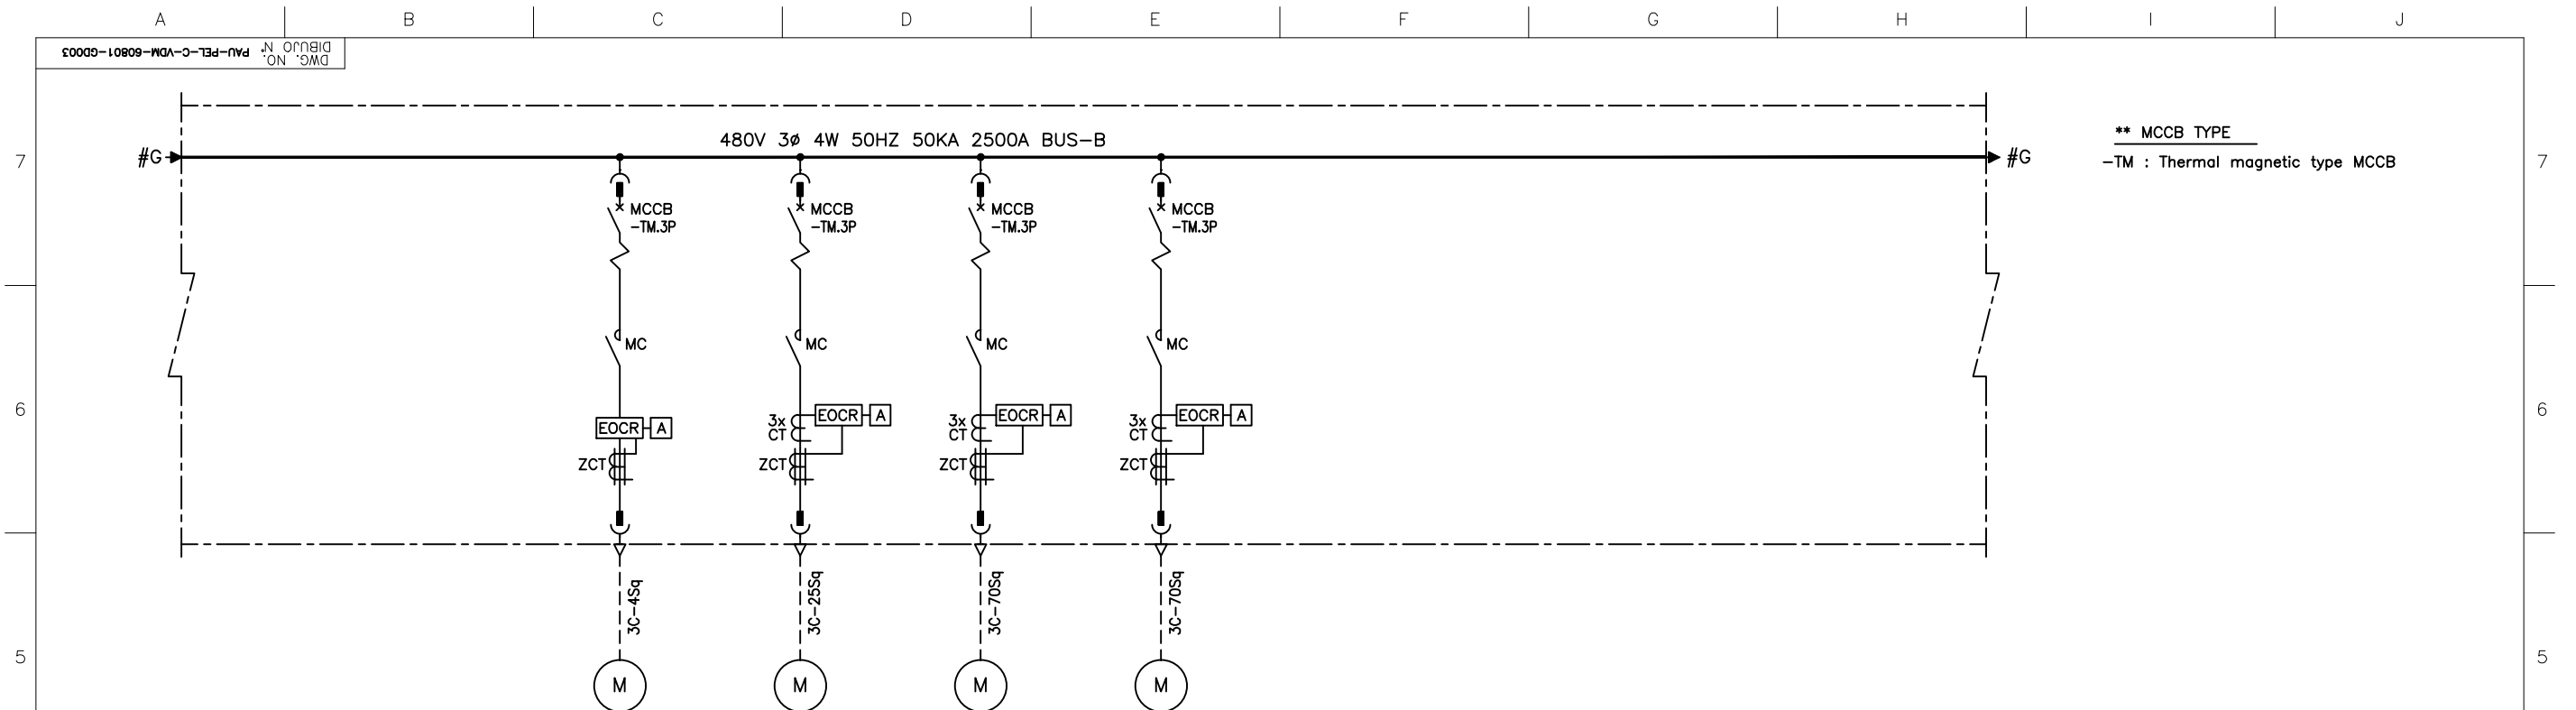 A B C D E F G H I J
DWG. NO.
DIBUJO N° PAU-PEL-C-VDM-60801-GD003
480V 3ø 4W 50HZ 50KA 2500A BUS-B
** MCCB TYPE
7 #G #G -TM : Thermal magnetic type MCCB 7
MCCB MCCB MCCB MCCB
-TM.3P -TM.3P -TM.3P -TM.3P
MC MC MC MC
6 6
EOCR A EOCR A EOCR A
3x 3x 3x
EOCR A CT CT CT
ZCT ZCT ZCT ZCT
3C-4Sq 3C-25Sq 3C-70Sq 3C-70Sq
5 5
M M M M